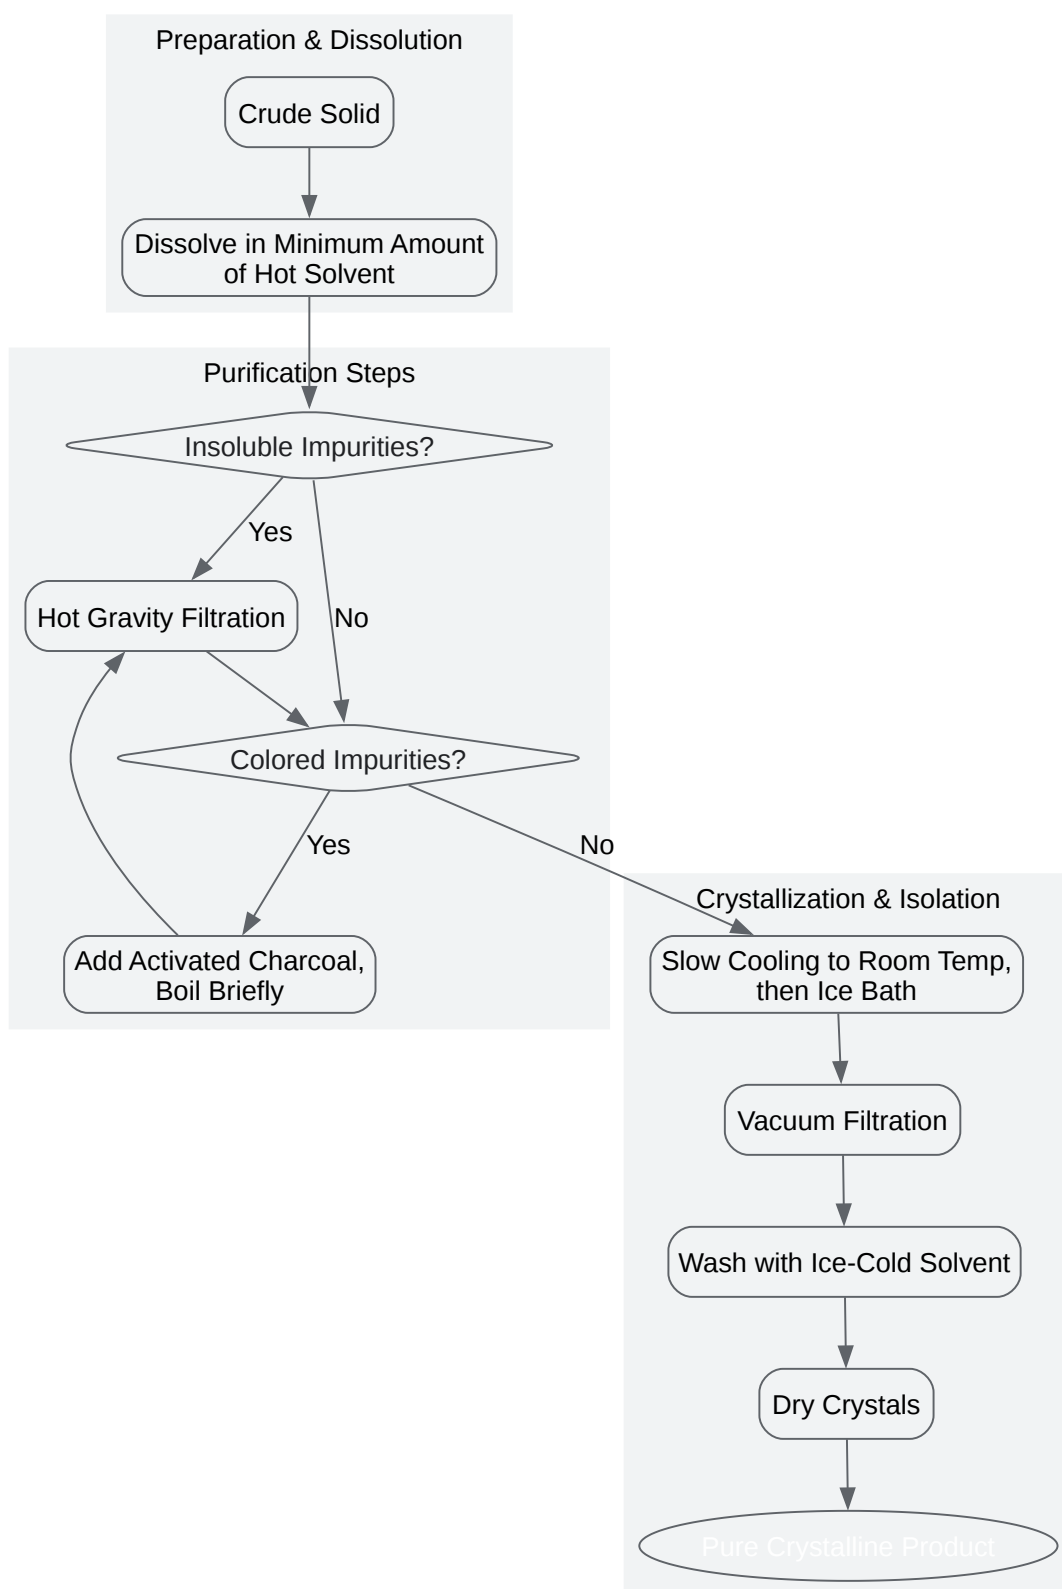 Preparation & Dissolution
Crude Solid
Dissolve in Minimum Amount
of Hot Solvent
Purification Steps
Insoluble Impurities?
Yes
Hot Gravity Filtration
No
Colored Impurities?
Yes
No
Add Activated Charcoal,
Boil Briefly
Crystallization & Isolation
Slow Cooling to Room Temp,
then Ice Bath
Vacuum Filtration
Wash with Ice-Cold Solvent
Dry Crystals
Pure Crystalline Product